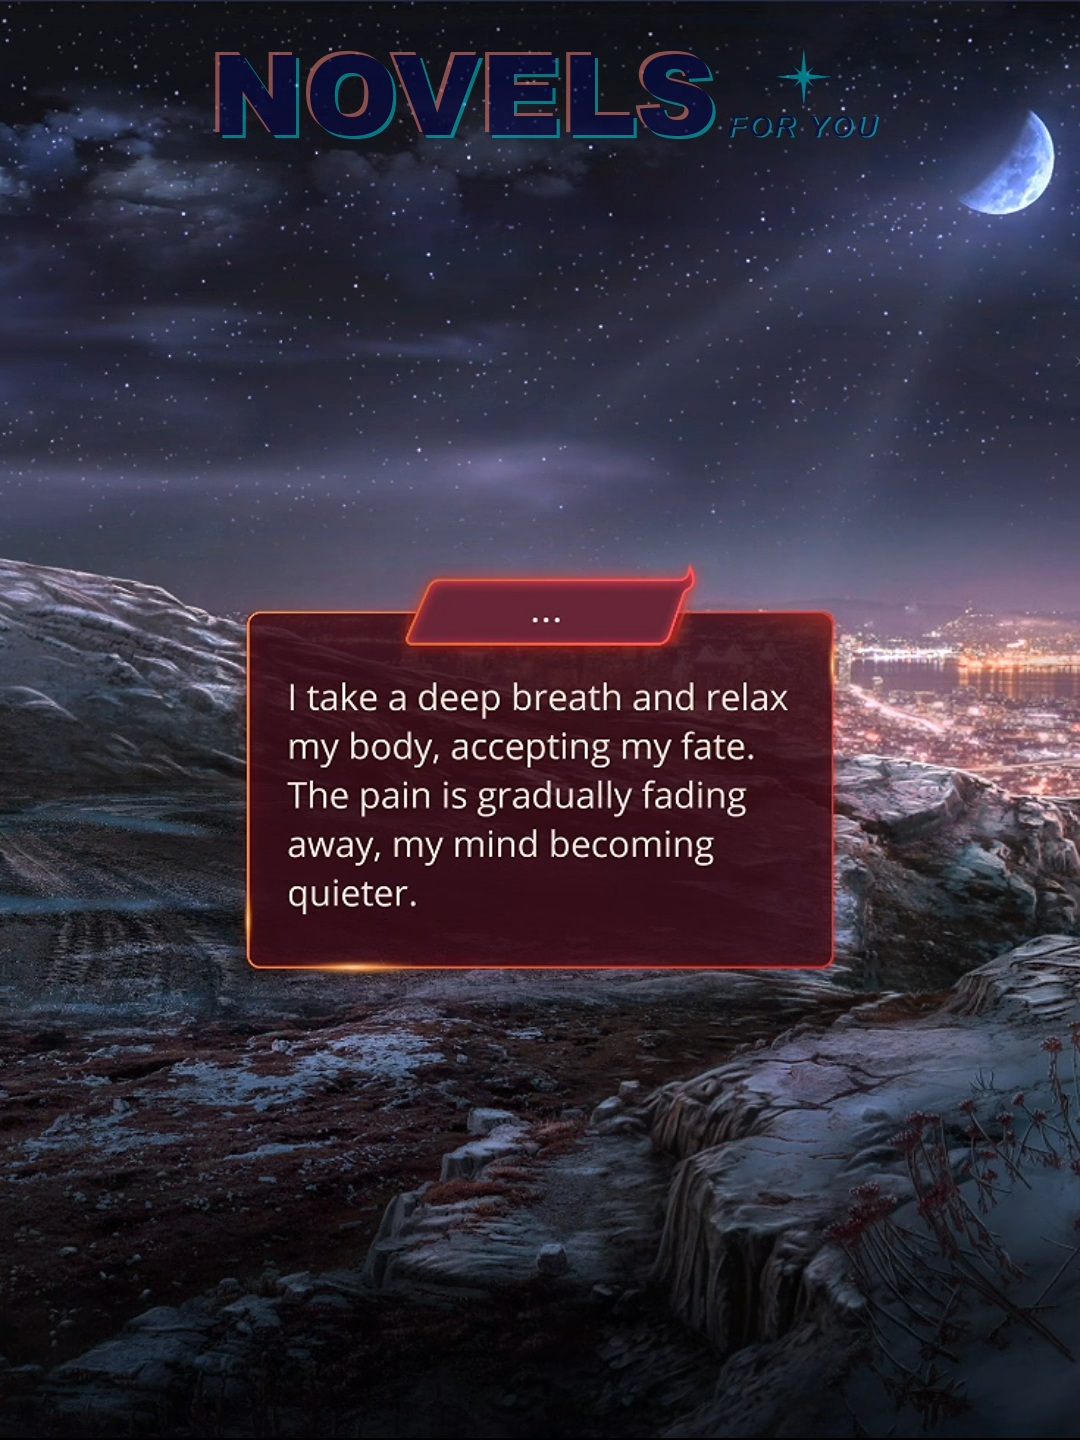 NOVELS
FOR YOU
...
I take a deep breath and relax
my body, accepting my fate.
The pain is gradually fading
away, my mind becoming
quieter.